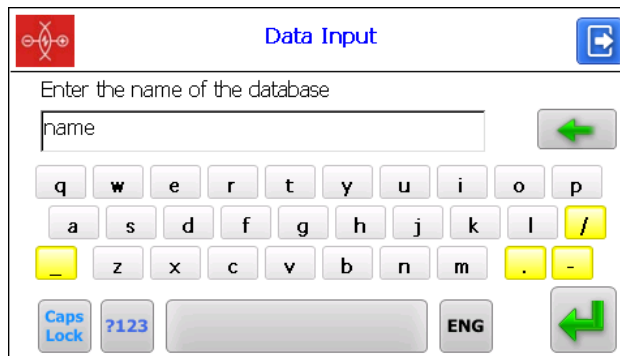 Data Input
Enter the name of the database
name
q w e r t y u i o p
a s d f g h j k l /
_ z x c v b n m . -
Caps Lock ?123 ENG